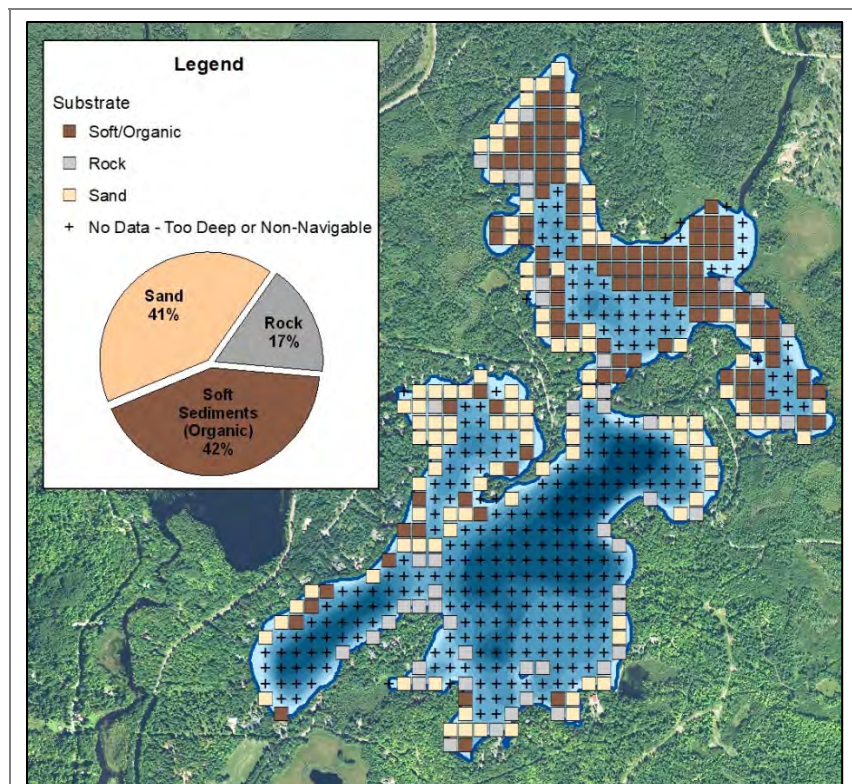 Legend
Substrate
Soft/Organic
Rock
Sand
+ No Data - Too Deep or Non-Navigable
Sand
41%
Rock
17%
Soft
Sediments
(Organic)
42%